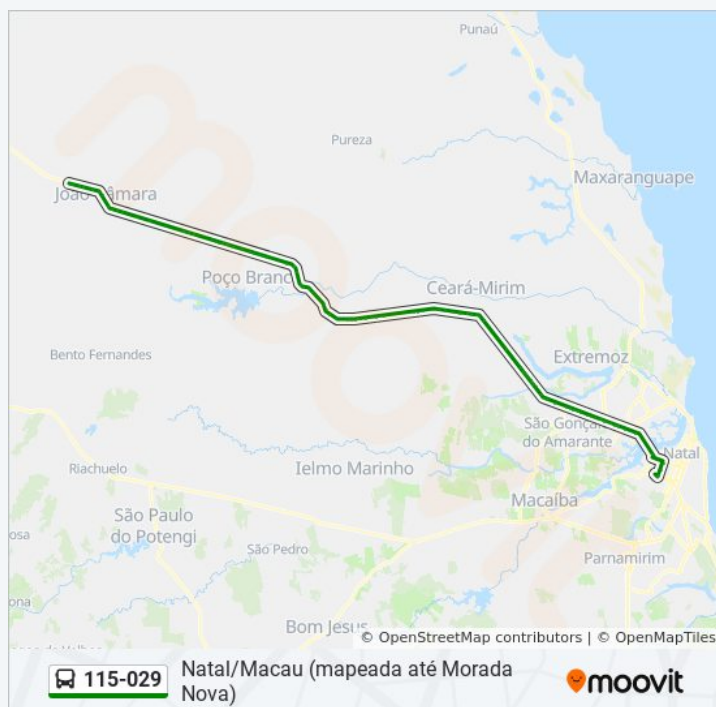 Punaú
Pureza
Maxaranguape
João Câmara
Poço Branco
Ceará-Mirim
Bento Fernandes
Extremoz
São Gonçalo
do Amarante
Natal
Riachuelo
Ielmo Marinho
Macaíba
São Paulo
do Potengi
São Pedro
Parnamirim
Bom Jesus
© OpenStreetMap contributors | © OpenMapTiles
115-029
Natal/Macau (mapeada até Morada
Nova)
moovit